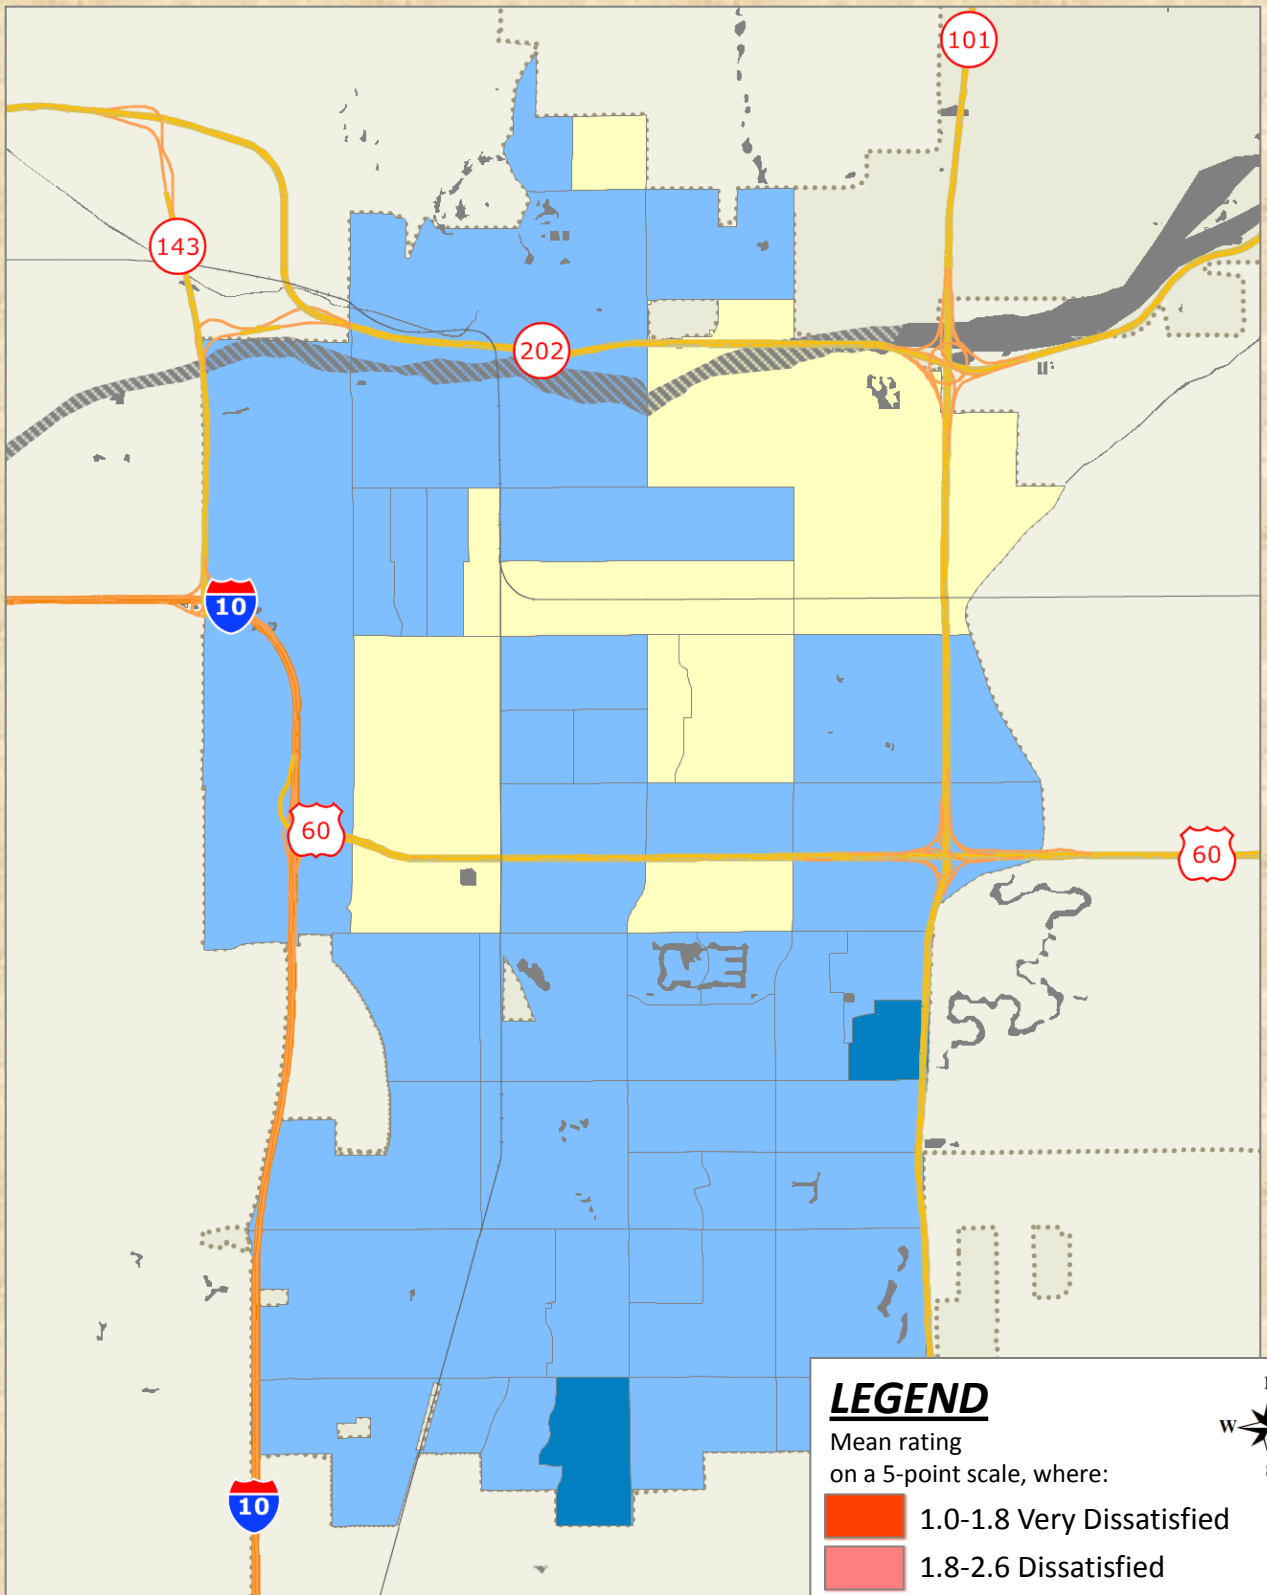 101
143
202
10
60
60
10
LEGEND
Mean rating
W
on a 5-point scale, where:
1.0-1.8 Very Dissatisfied
1.8-2.6 Dissatisfied